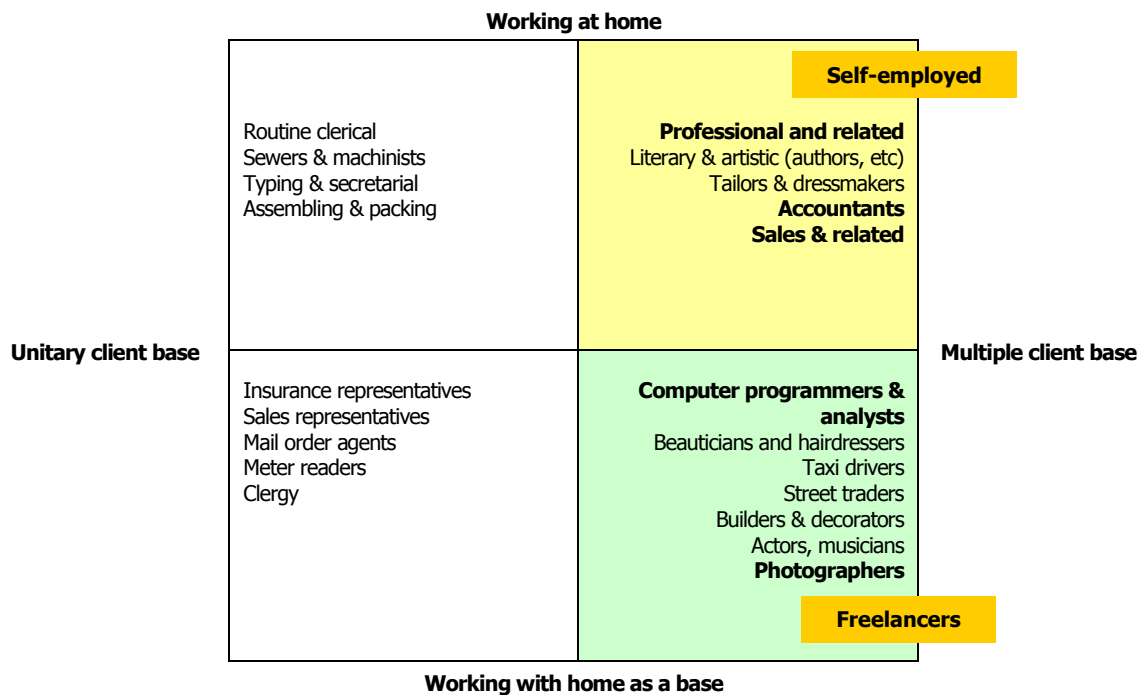 Working at home
Self-employed
Routine clerical
Sewers & machinists
Typing & secretarial
Assembling & packing
Professional and related
Literary & artistic (authors, etc)
Tailors & dressmakers
Accountants
Sales & related
Unitary client base
Multiple client base
Insurance representatives
Sales representatives
Mail order agents
Meter readers
Clergy
Computer programmers &
analysts
Beauticians and hairdressers
Taxi drivers
Street traders
Builders & decorators
Actors, musicians
Photographers
Freelancers
Working with home as a base